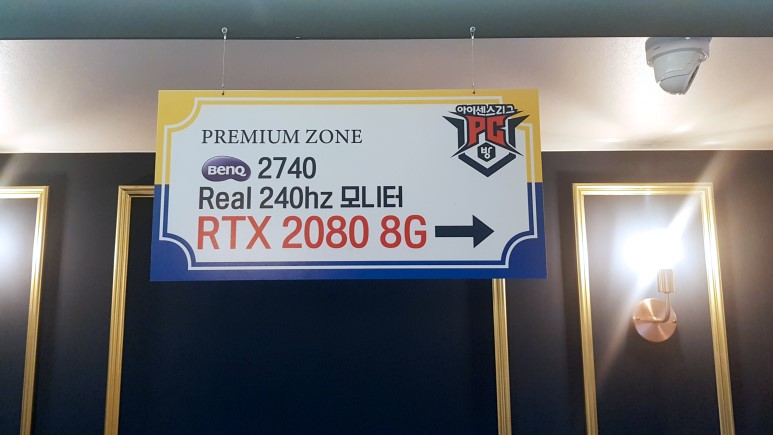 아이센스리그
PC
방
PREMIUM ZONE
BenQ 2740
Real 240hz 모니터
RTX 2080 8G